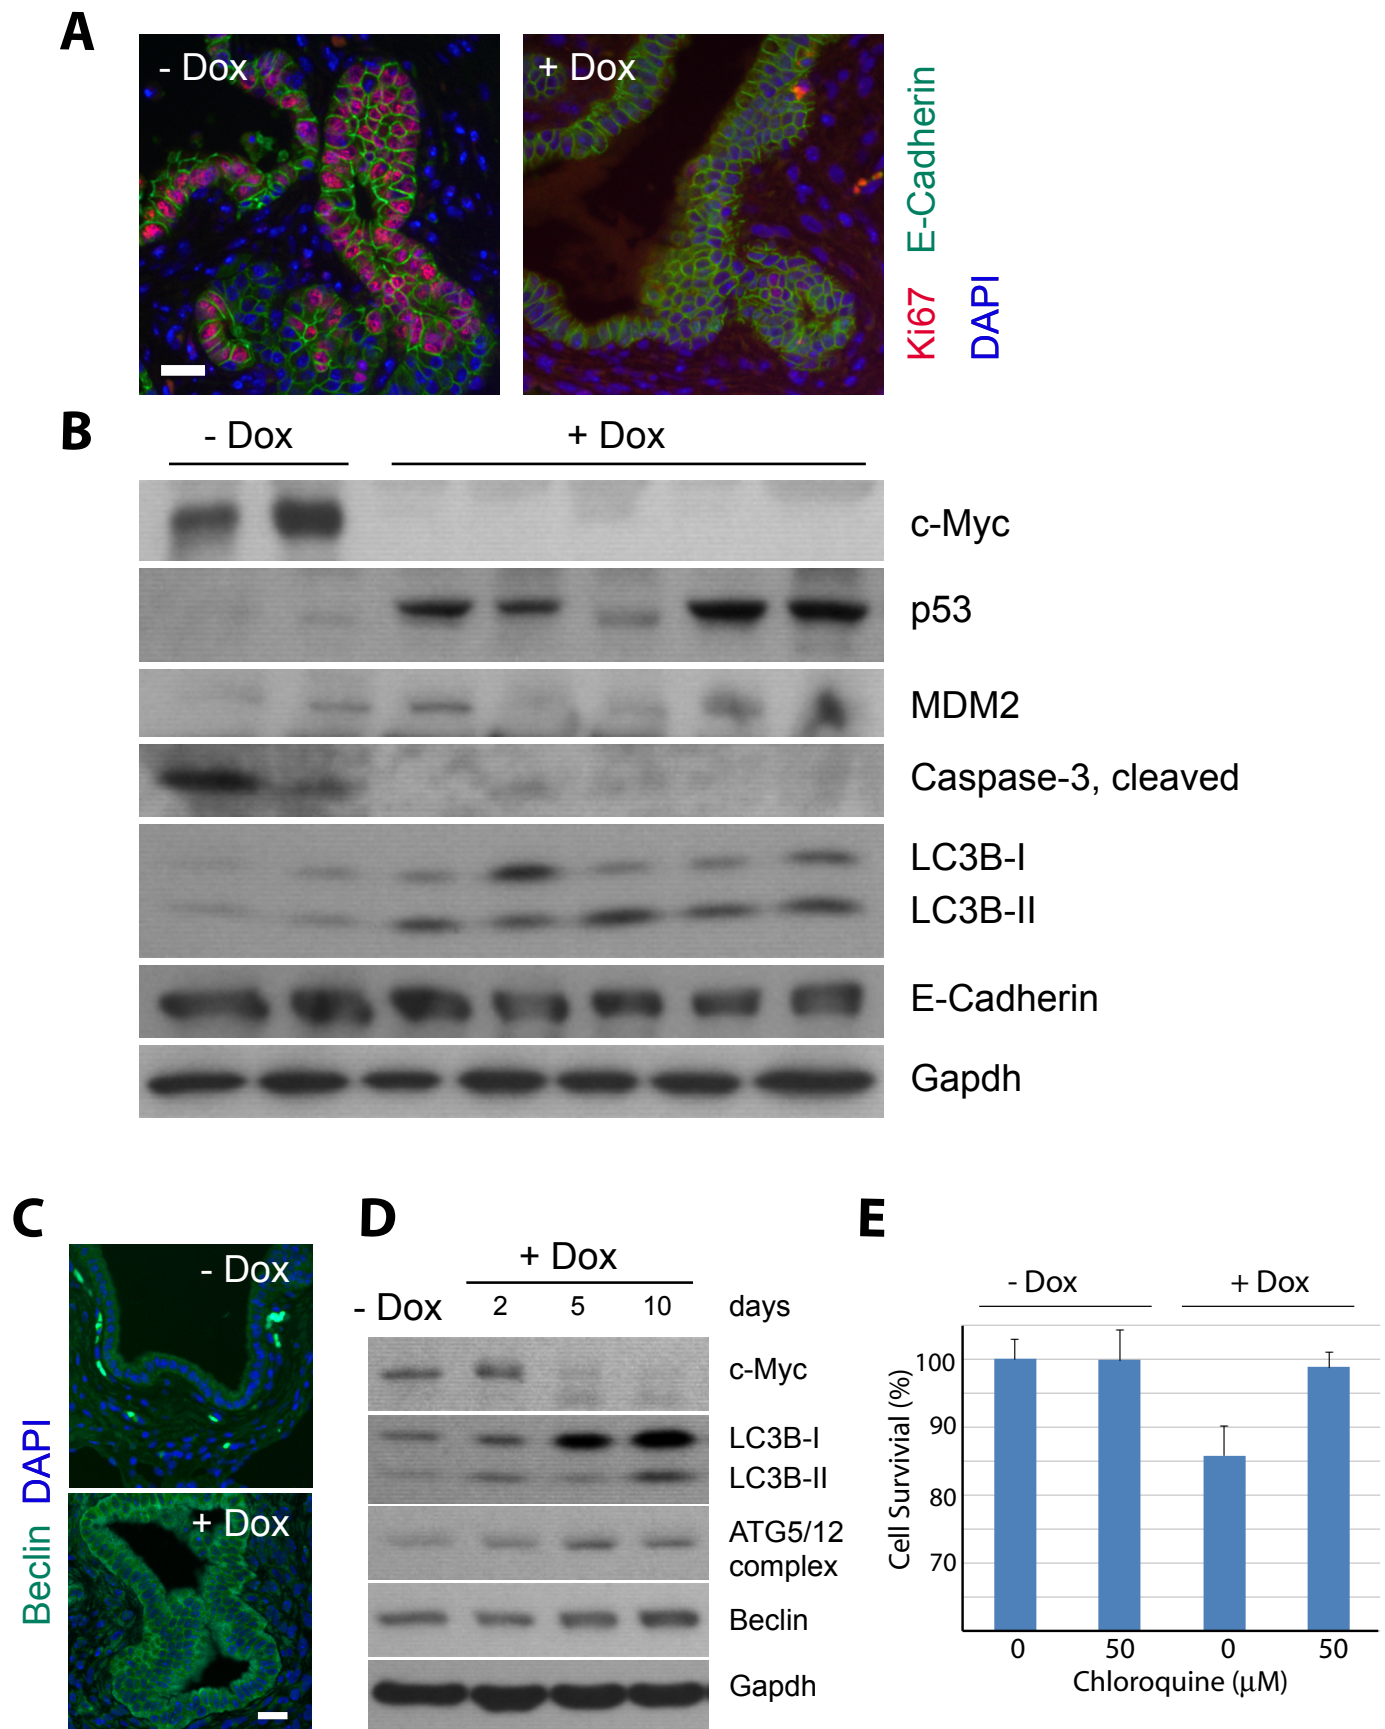 A
- Dox
+ Dox
Ki67 E-Cadherin
DAPI
B
- Dox
+ Dox
c-Myc
p53
MDM2
Caspase-3, cleaved
LC3B-I
LC3B-II
E-Cadherin
Gapdh
C
- Dox
+ Dox
Beclin DAPI
D
+ Dox
- Dox 2 5 10 days
c-Myc
LC3B-I
LC3B-II
ATG5/12
complex
Beclin
Gapdh
E
- Dox + Dox
Cell Survivial (%)
100
90
80
70
0 50 0 50
Chloroquine (µM)